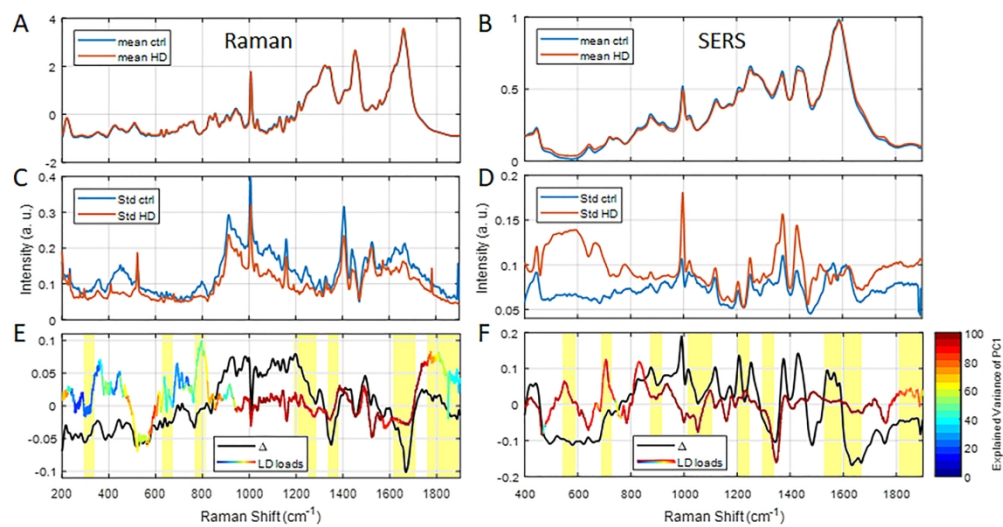 A
Raman
mean ctrl
mean HD
4
2
0
-2
B
SERS
mean ctrl
mean HD
1
0.5
0
C
Std ctrl
Std HD
0.4
0.3
0.2
0.1
0
Intensity (a. u.)
D
Std ctrl
Std HD
0.2
0.15
0.1
0.05
Intensity (a. u.)
E
0.1
0.05
0
-0.05
-0.1
Δ
LD loads
200 400 600 800 1000 1200 1400 1600 1800
Raman Shift (cm⁻¹)
F
0.2
0.1
0
-0.1
-0.2
Δ
LD loads
400 600 800 1000 1200 1400 1600 1800
Raman Shift (cm⁻¹)
100
80
60
40
20
0
Explained Variance of PC1